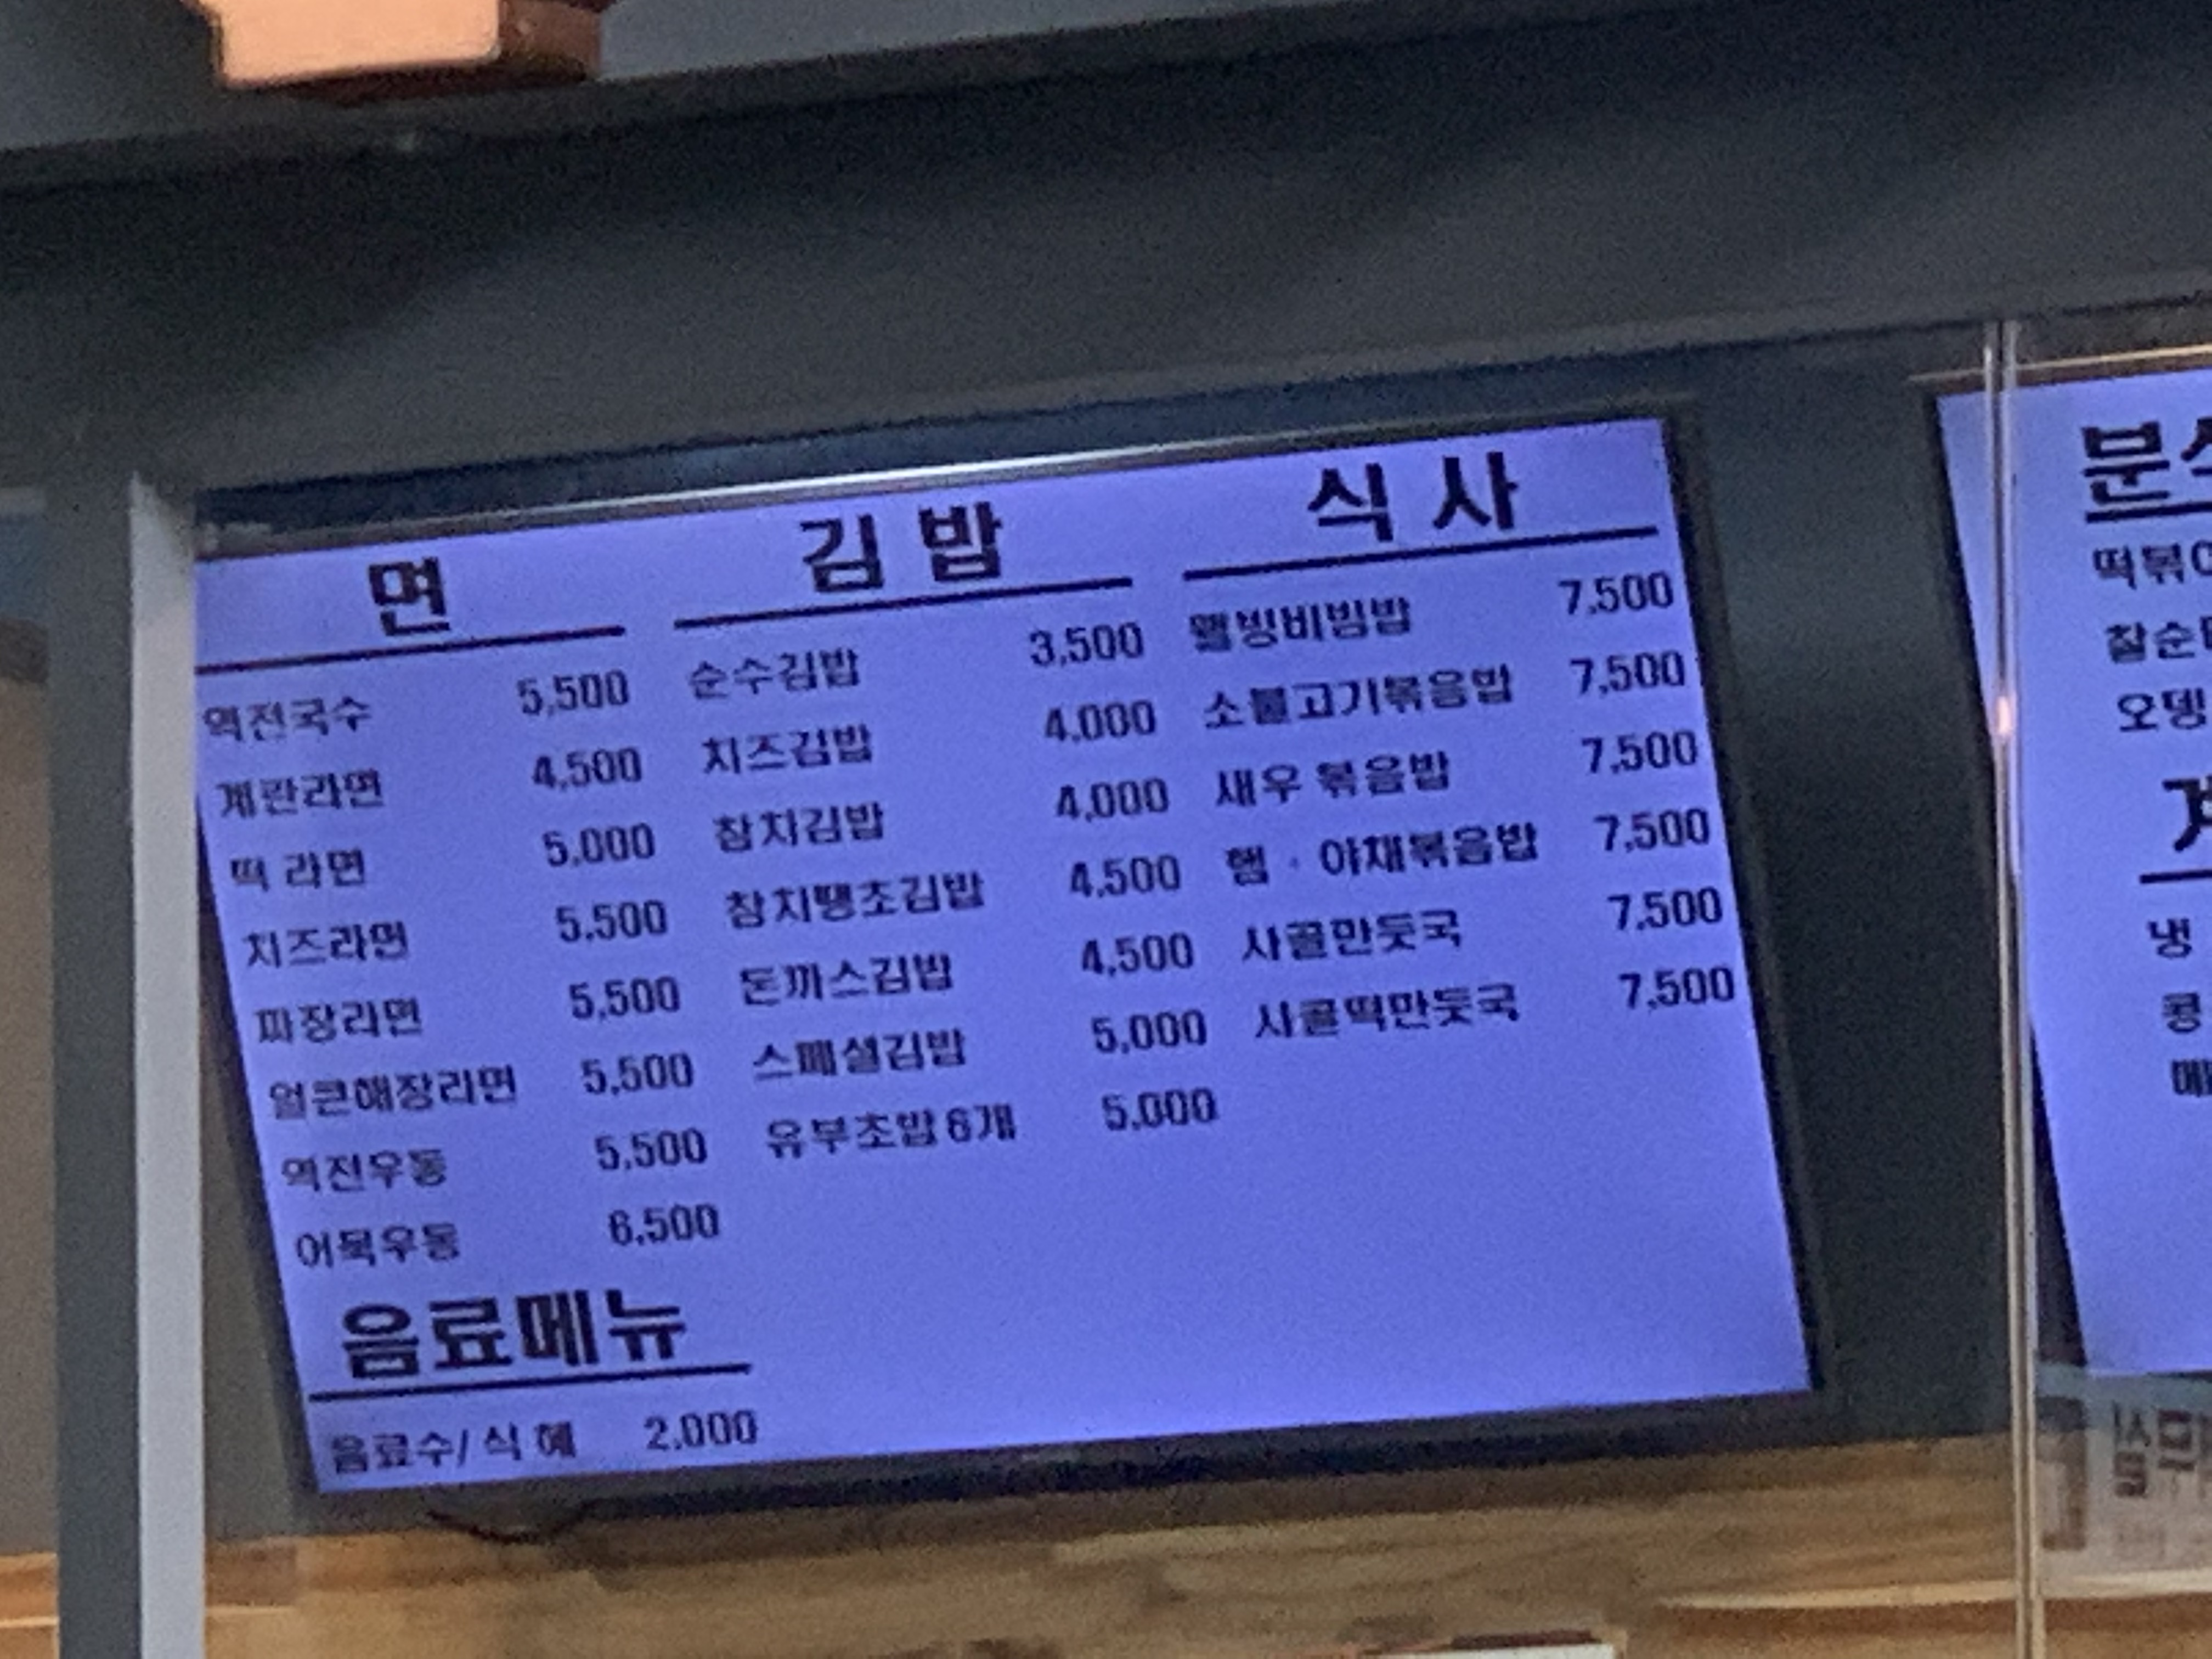 면
역전국수 5,500
계란라면 4,500
떡 라면 5,000
치즈라면 5,500
짜장라면 5,500
얼큰해장라면 5,500
역전우동 5,500
어묵우동 6,500
음료메뉴
음료수/식 혜 2,000
김 밥
순수김밥 3,500
치즈김밥 4,000
참치김밥 4,000
참치땡초김밥 4,500
돈까스김밥 4,500
스페셜김밥 5,000
유부초밥 6개 5,000
식 사
웰빙비빔밥 7,500
소불고기볶음밥 7,500
새우 볶음밥 7,500
햄 · 야채볶음밥 7,500
사골만둣국 7,500
사골떡만둣국 7,500
떡볶
찰순
오뎅
냉
콩